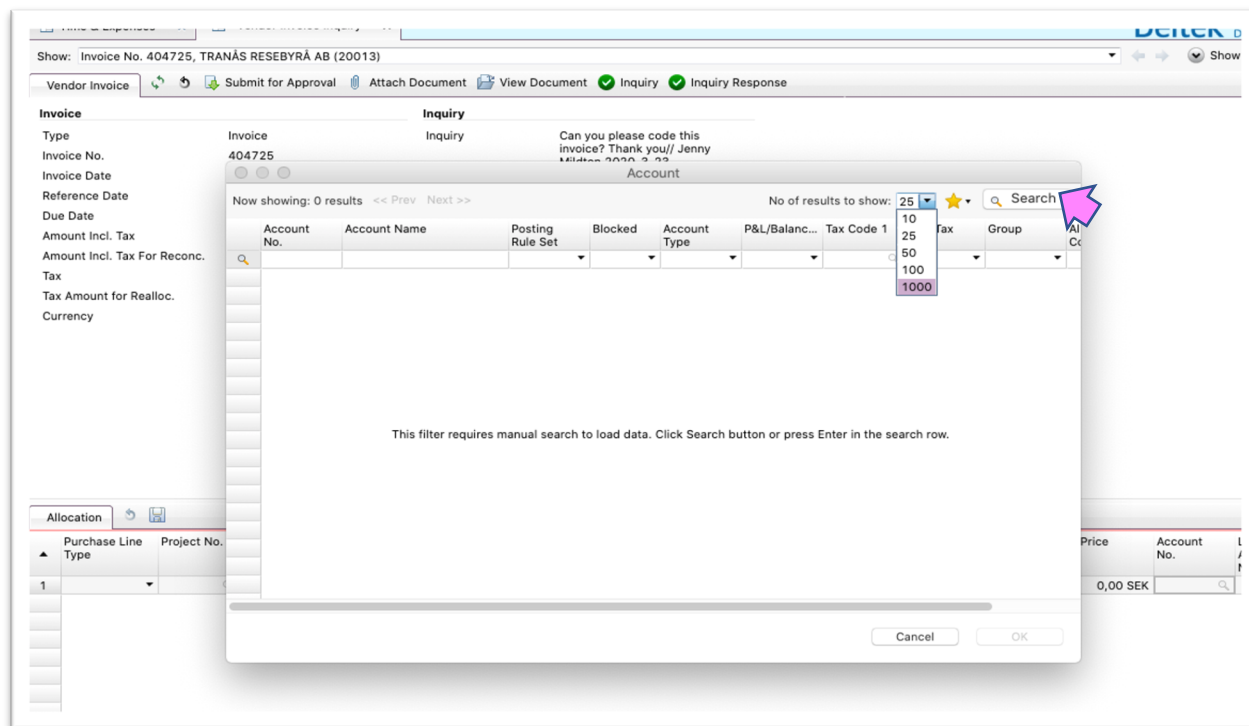 Show: Invoice No. 404725, TRANÅS RESEBYRÅ AB (20013)
Show
Vendor Invoice Submit for Approval Attach Document View Document Inquiry Inquiry Response
Invoice Inquiry
Type Invoice Inquiry Can you please code this
Invoice No. 404725 invoice? Thank you// Jenny
Invoice Date
Reference Date
Due Date
Amount Incl. Tax
Amount Incl. Tax For Reconc.
Tax
Tax Amount for Realloc.
Currency
Account
Now showing: 0 results << Prev Next >> No of results to show: 25 Search
10
25
50
100
1000
Account No.
Account Name
Posting Rule Set
Blocked
Account Type
P&L/Balanc...
Tax Code 1
Tax
Group
This filter requires manual search to load data. Click Search button or press Enter in the search row.
Cancel OK
Allocation
Purchase Line Type
Project No.
Price
Account No.
1 0,00 SEK